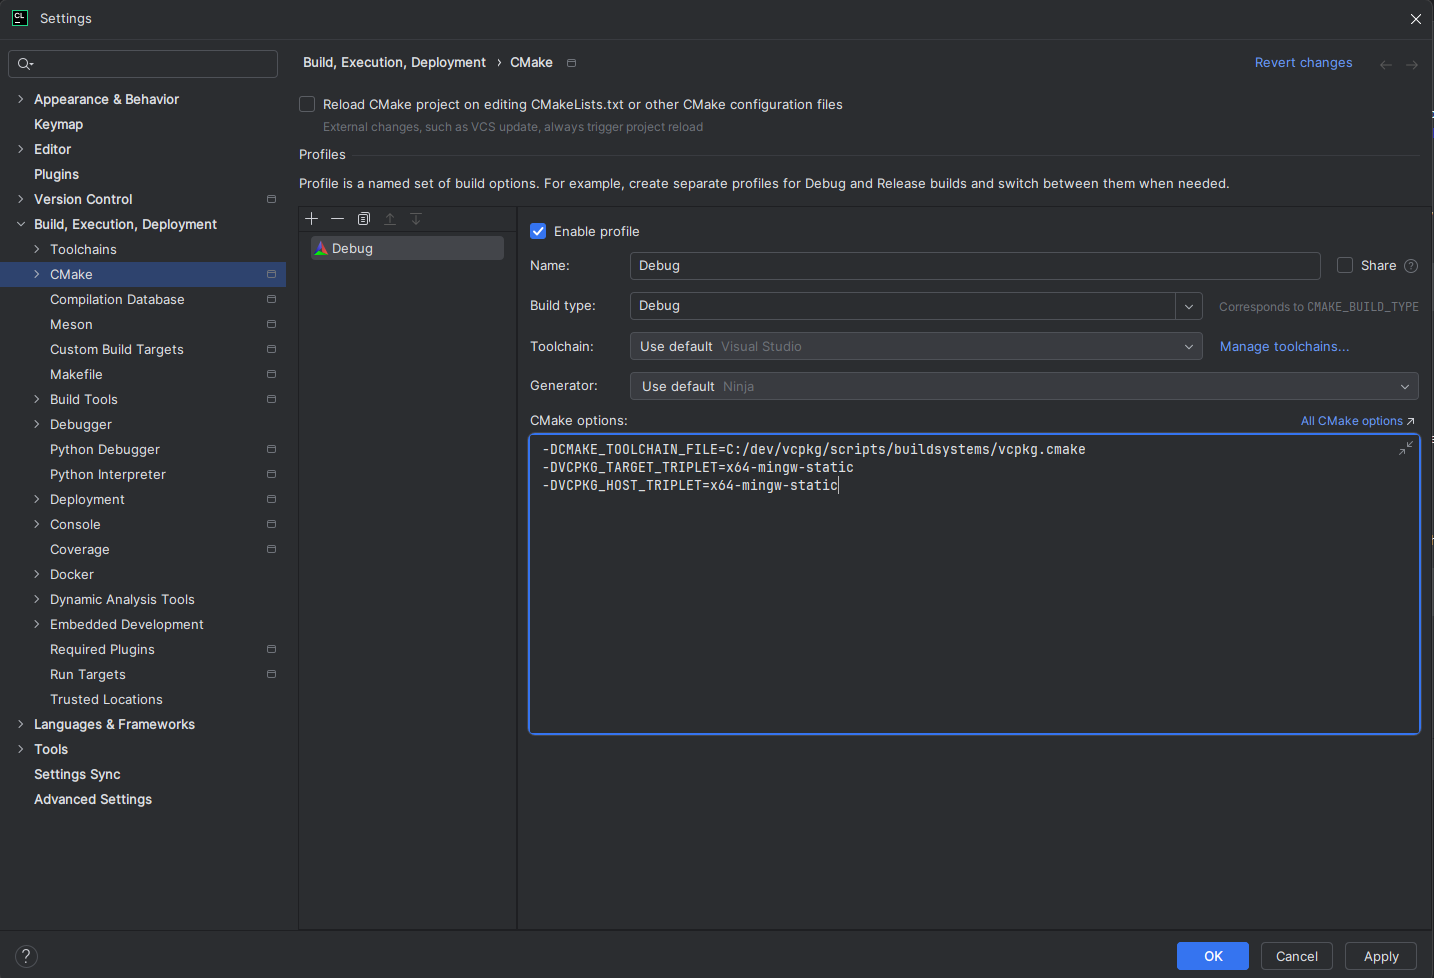 CL
Settings
Build, Execution, Deployment › CMake
Revert changes
Appearance & Behavior
Keymap
Editor
Plugins
Version Control
Build, Execution, Deployment
Toolchains
CMake
Compilation Database
Meson
Custom Build Targets
Makefile
Build Tools
Debugger
Python Debugger
Python Interpreter
Deployment
Console
Coverage
Docker
Dynamic Analysis Tools
Embedded Development
Required Plugins
Run Targets
Trusted Locations
Languages & Frameworks
Tools
Settings Sync
Advanced Settings
Reload CMake project on editing CMakeLists.txt or other CMake configuration files
External changes, such as VCS update, always trigger project reload
Profiles
Profile is a named set of build options. For example, create separate profiles for Debug and Release builds and switch between them when needed.
Debug
Enable profile
Name: Debug Share ?
Build type: Debug Corresponds to CMAKE_BUILD_TYPE
Toolchain: Use default Visual Studio Manage toolchains...
Generator: Use default Ninja
CMake options: All CMake options ↗
-DCMAKE_TOOLCHAIN_FILE=C:/dev/vcpkg/scripts/buildsystems/vcpkg.cmake
-DVCPKG_TARGET_TRIPLET=x64-mingw-static
-DVCPKG_HOST_TRIPLET=x64-mingw-static
? OK Cancel Apply